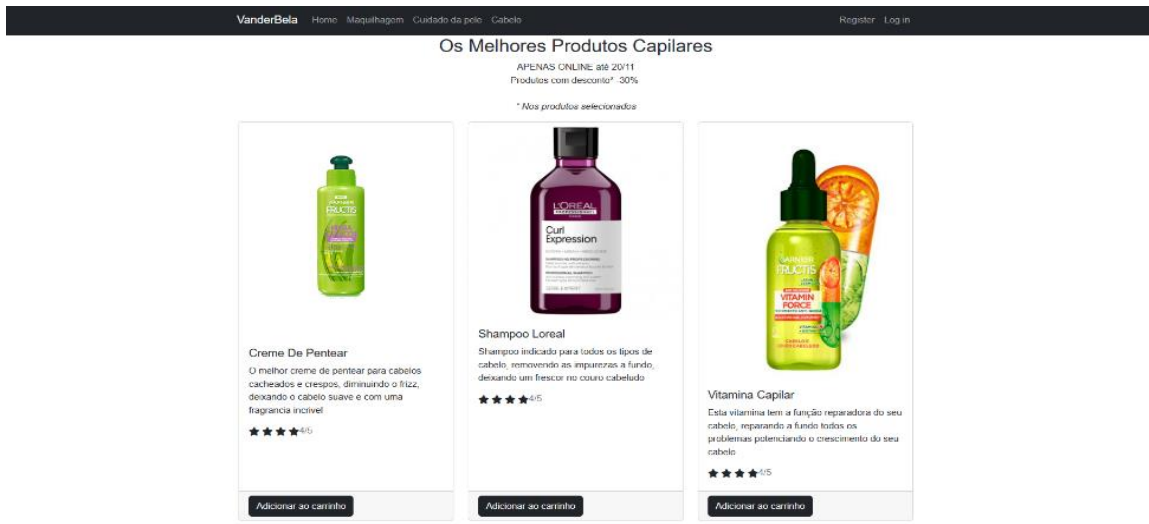 VanderBela Home Maquilhagem Cuidado da pele Cabelo Register Log in
Os Melhores Produtos Capilares
APENAS ONLINE até 20/11
Produtos com desconto* -30%
* Nos produtos selecionados
FRUCTIS
Creme De Pentear
O melhor creme de pentear para cabelos
cacheados e crespos, diminuindo o frizz,
deixando o cabelo suave e com uma
fragrancia incrivel
4/5
Adicionar ao carrinho
L'ORÉAL
Curl
Expression
Shampoo Loreal
Shampoo indicado para todos os tipos de
cabelo, removendo as impurezas a fundo,
deixando um frescor no couro cabeludo
4/5
Adicionar ao carrinho
GARNIER
FRUCTIS
VITAMIN
FORCE
Vitamina Capilar
Esta vitamina tem a função reparadora do seu
cabelo, reparando a fundo todos os
problemas potenciando o crescimento do seu
cabelo
4/5
Adicionar ao carrinho